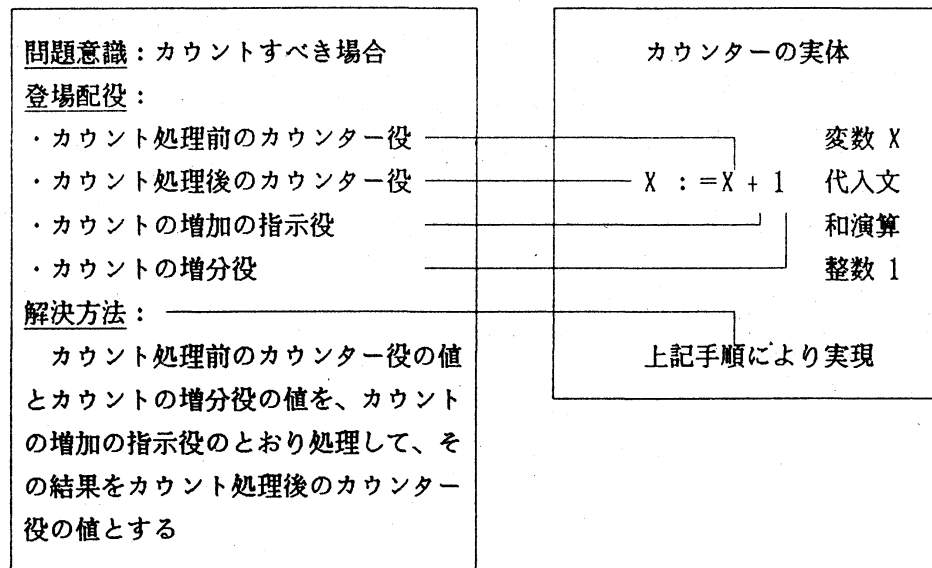 問題意識：カウントすべき場合
登場配役：
・カウント処理前のカウンター役
・カウント処理後のカウンター役
・カウントの増加の指示役
・カウントの増分役
解決方法：
カウント処理前のカウンター役の値
とカウントの増分役の値を、カウント
の増加の指示役のとおり処理して、そ
の結果をカウント処理後のカウンター
役の値とする
カウンターの実体
変数 X
X :=X + 1 代入文
和演算
整数 1
上記手順により実現